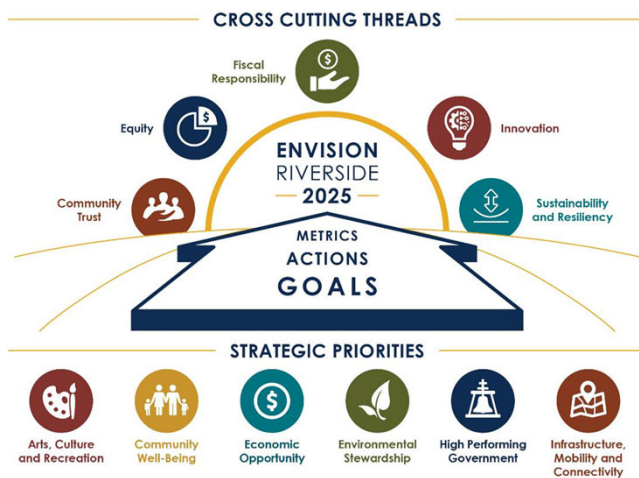 CROSS CUTTING THREADS
Fiscal
Responsibility
Equity
Innovation
Community
Trust
Sustainability
and Resiliency
ENVISION
RIVERSIDE
2025
METRICS
ACTIONS
GOALS
STRATEGIC PRIORITIES
Arts, Culture
and Recreation
Community
Well-Being
Economic
Opportunity
Environmental
Stewardship
High Performing
Government
Infrastructure,
Mobility and
Connectivity